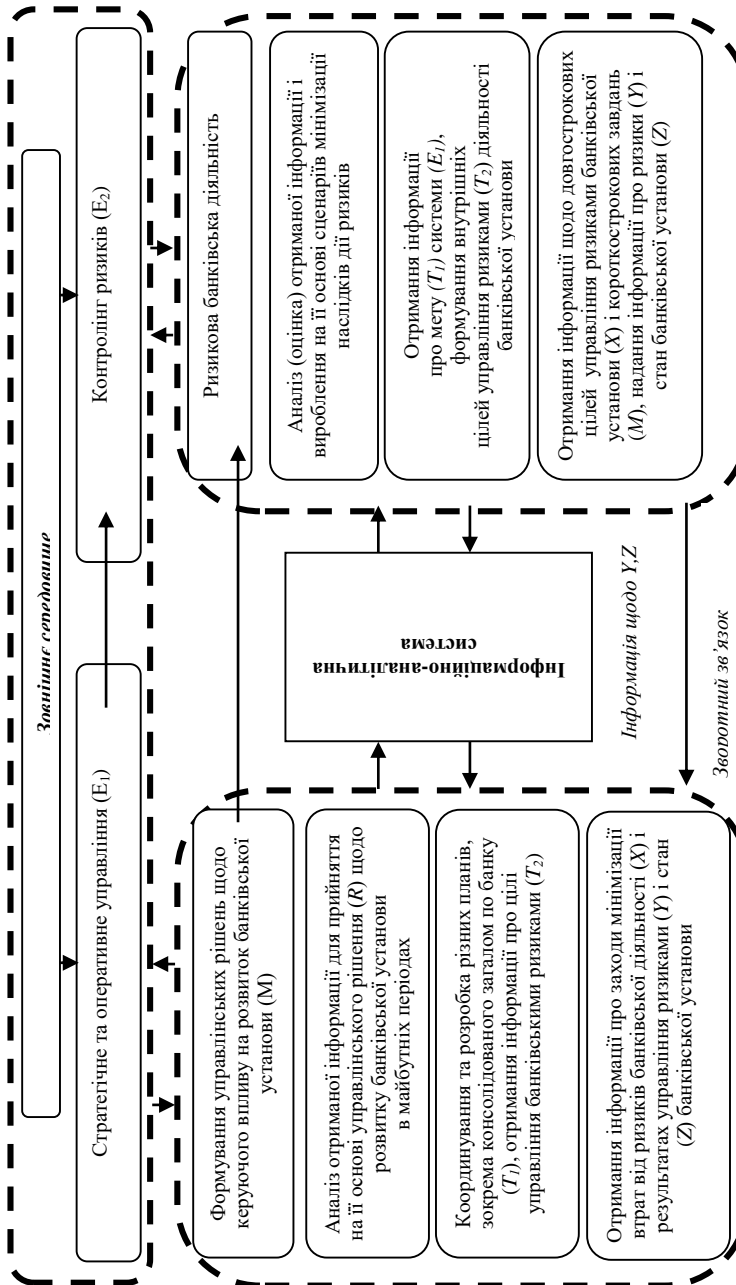 Зовнішнє середовище
Стратегічне та оперативне управління (E1)
Контролінг ризиків (E2)
Формування управлінських рішень щодо
керуючого впливу на розвиток банківської
установи (M)
Аналіз отриманої інформації для прийняття
на її основі управлінського рішення (R) щодо
розвитку банківської установи
в майбутніх періодах
Координування та розробка різних планів,
зокрема консолідованого загалом по банку
(T1), отримання інформації про цілі
управління банківськими ризиками (T2)
Отримання інформації про заходи мінімізації
втрат від ризиків банківської діяльності (X) і
результатах управління ризиками (Y) і стан
(Z) банківської установи
Інформаційно-аналітична
система
Інформація щодо Y,Z
Зворотний зв’язок
Ризикова банківська діяльність
Аналіз (оцінка) отриманої інформації і
вироблення на її основі сценаріїв мінімізації
наслідків дії ризиків
Отримання інформації
про мету (T1) системи (E1),
формування внутрішніх
цілей управління ризиками (T2) діяльності
банківської установи
Отримання інформації щодо довгострокових
цілей управління ризиками банківської
установи (X) і короткострокових завдань
(M), надання інформації про ризики (Y) і
стан банківської установи (Z)